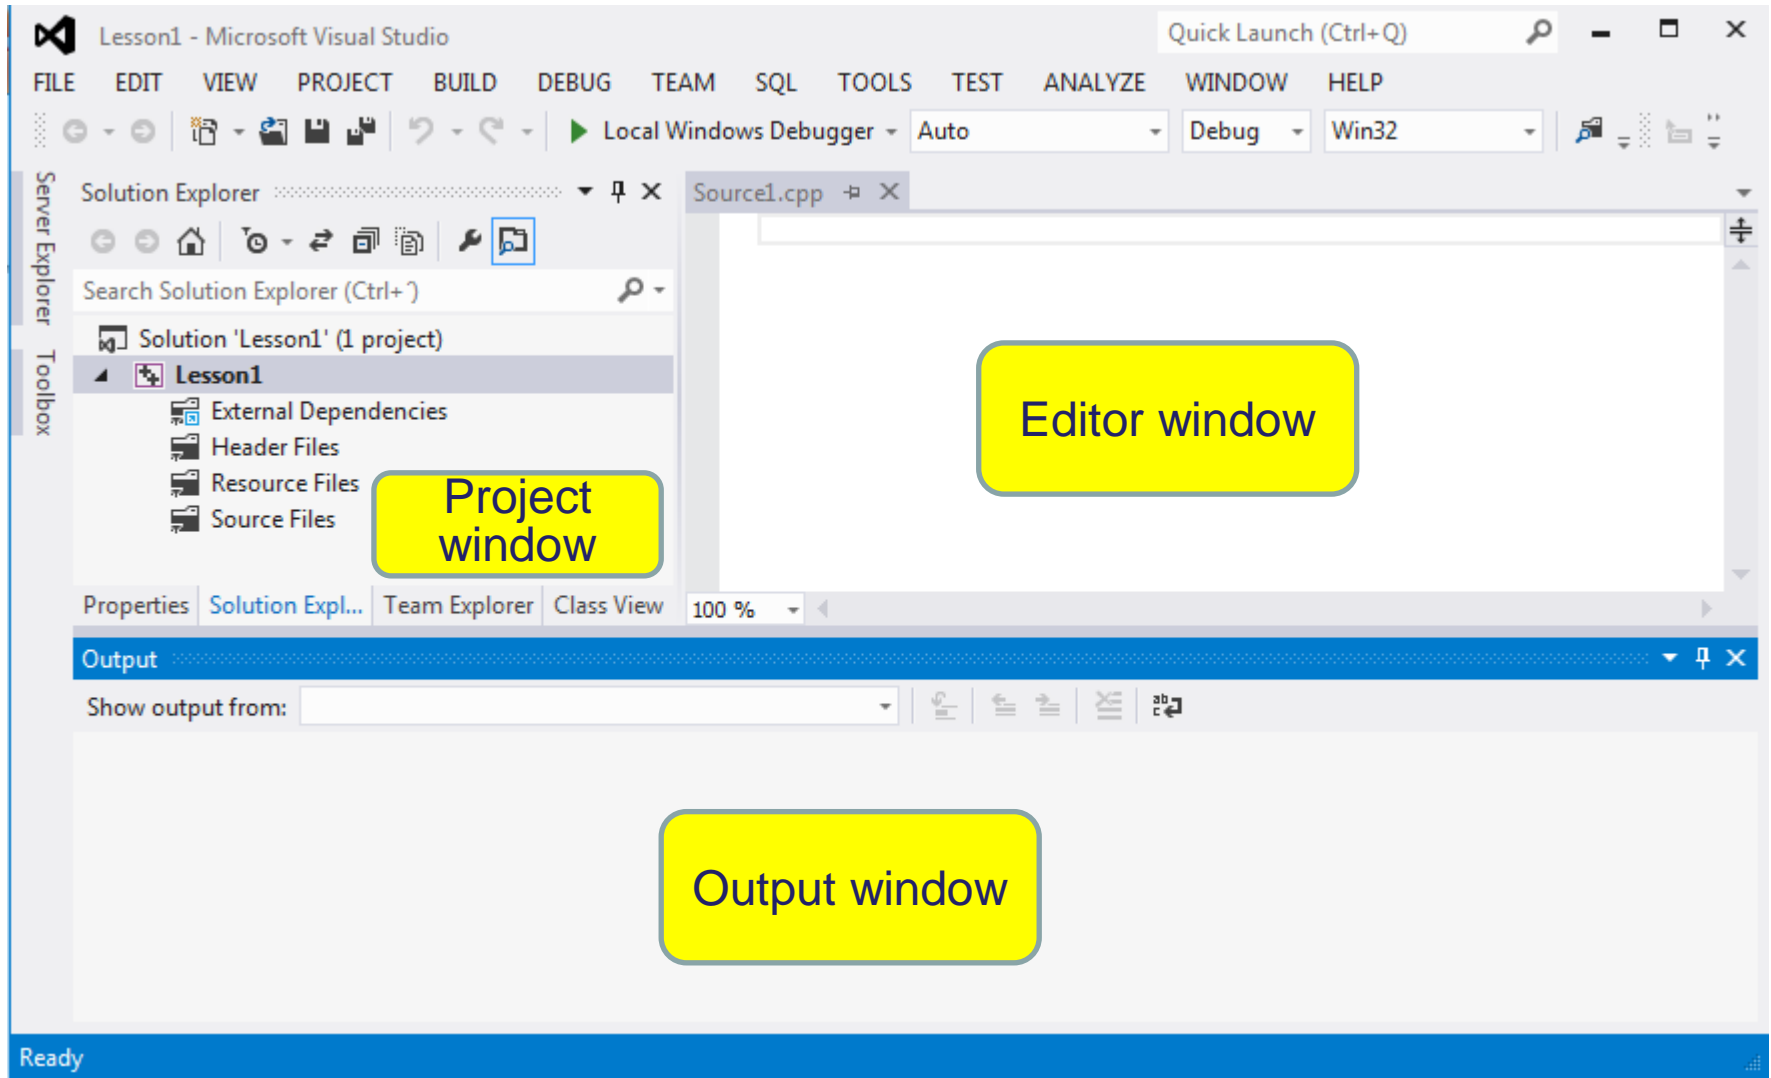 Lesson1 - Microsoft Visual Studio
Quick Launch (Ctrl+Q)
FILE EDIT VIEW PROJECT BUILD DEBUG TEAM SQL TOOLS TEST ANALYZE WINDOW HELP
Local Windows Debugger Auto Debug Win32
Server Explorer
Toolbox
Solution Explorer
Search Solution Explorer (Ctrl+´)
Solution 'Lesson1' (1 project)
Lesson1
External Dependencies
Header Files
Resource Files
Source Files
Project
window
Properties Solution Expl... Team Explorer Class View
Source1.cpp
Editor window
100 %
Output
Show output from:
Output window
Ready